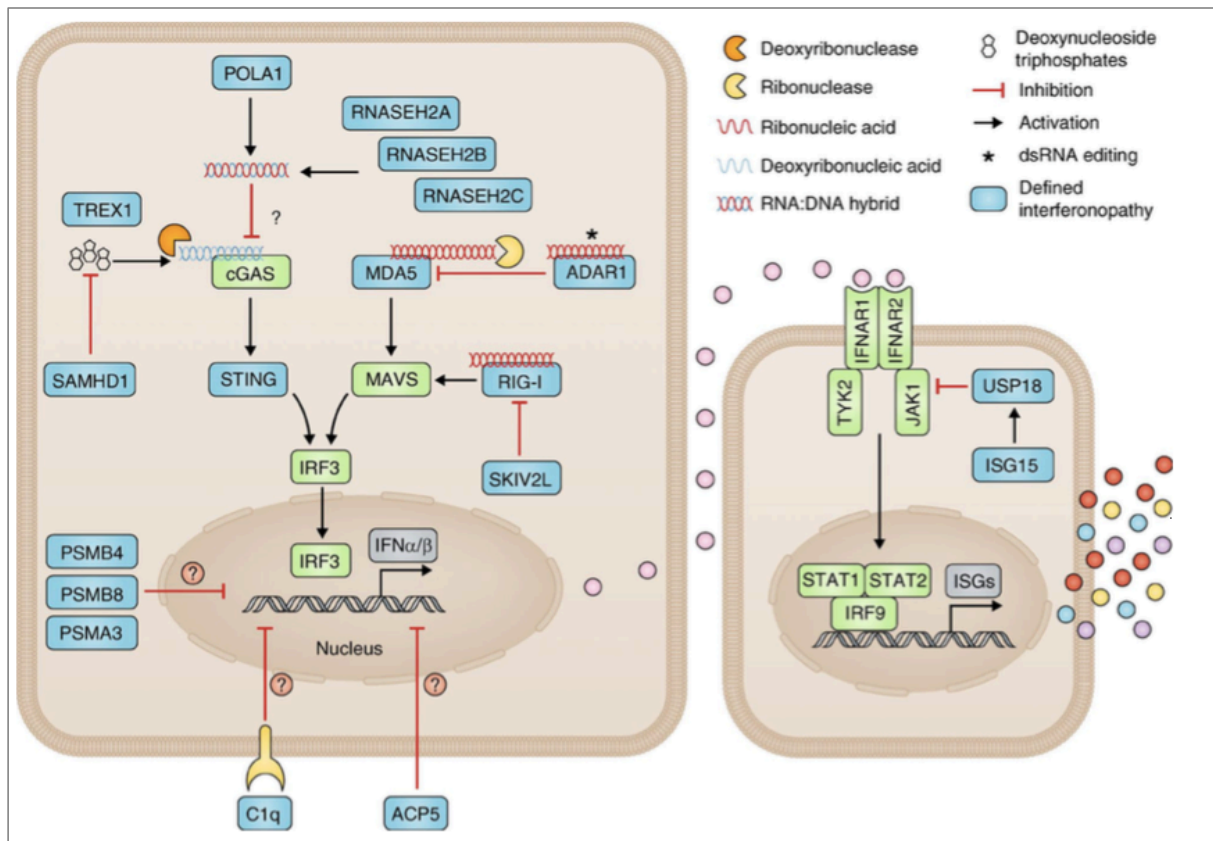 POLA1
RNASEH2A
RNASEH2B
RNASEH2C
TREX1
?
*
cGAS
MDA5
ADAR1
SAMHD1
STING
MAVS
RIG-I
IRF3
SKIV2L
PSMB4
PSMB8
PSMA3
?
IRF3
IFNα/β
Nucleus
?
?
C1q
ACP5
Deoxyribonuclease
Ribonuclease
Ribonucleic acid
Deoxyribonucleic acid
RNA:DNA hybrid
Deoxynucleoside
triphosphates
Inhibition
Activation
* dsRNA editing
Defined
interferonopathy
IFNAR1
IFNAR2
TYK2
JAK1
USP18
ISG15
STAT1
STAT2
IRF9
ISGs